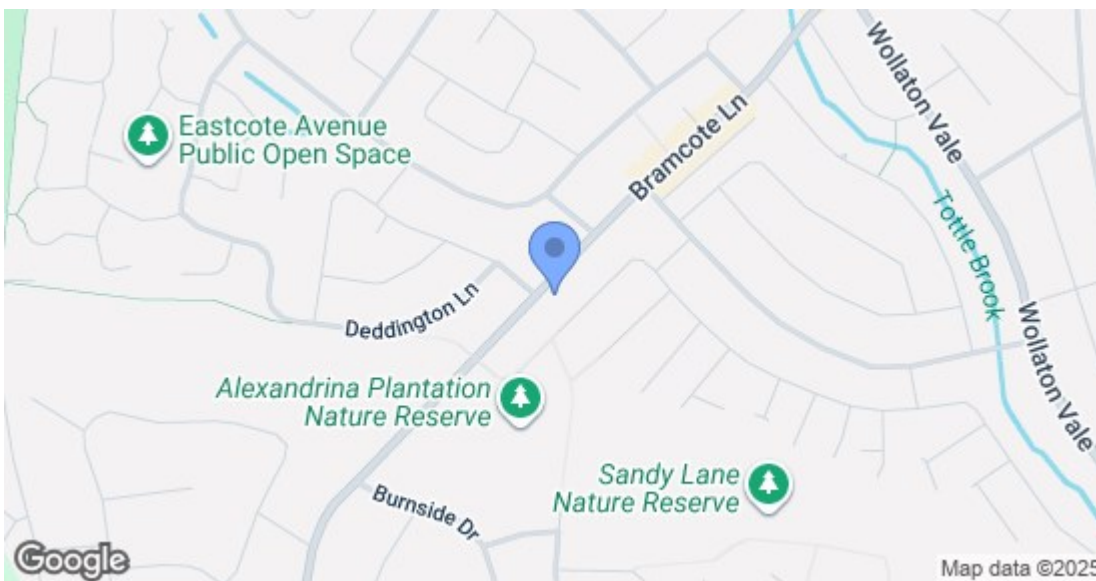 Wollaton Vale
Bramcote Ln
Eastcote Avenue
Public Open Space
Tottle Brook
Deddington Ln
Wollaton Vale
Alexandrina Plantation
Nature Reserve
Sandy Lane
Nature Reserve
Burnside Dr
Google
Map data ©2025